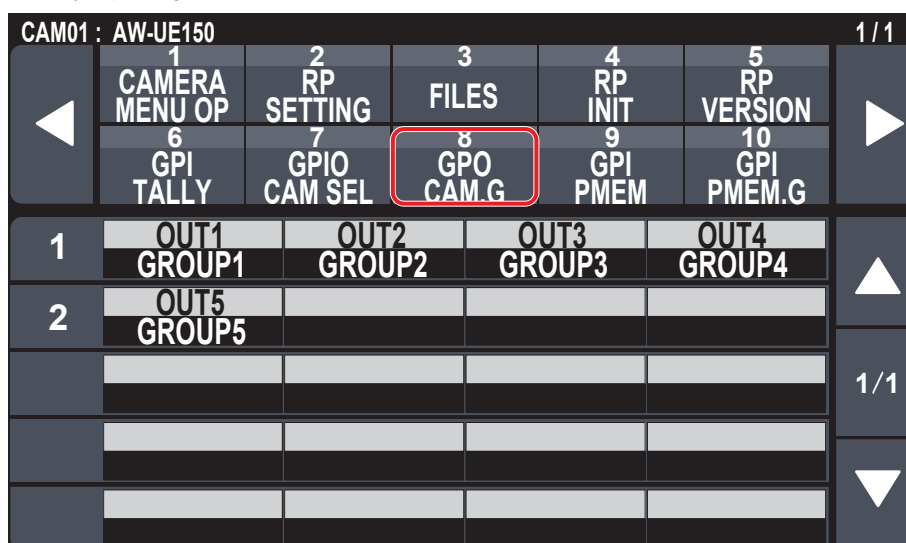 CAM01 : AW-UE150 1 / 1
1 2 3 4 5
CAMERA MENU OP RP SETTING FILES RP INIT RP VERSION
6 7 8 9 10
GPI TALLY GPIO CAM SEL GPO CAM.G GPI PMEM GPI PMEM.G
1 OUT1 OUT2 OUT3 OUT4
GROUP1 GROUP2 GROUP3 GROUP4
2 OUT5
GROUP5
1/1